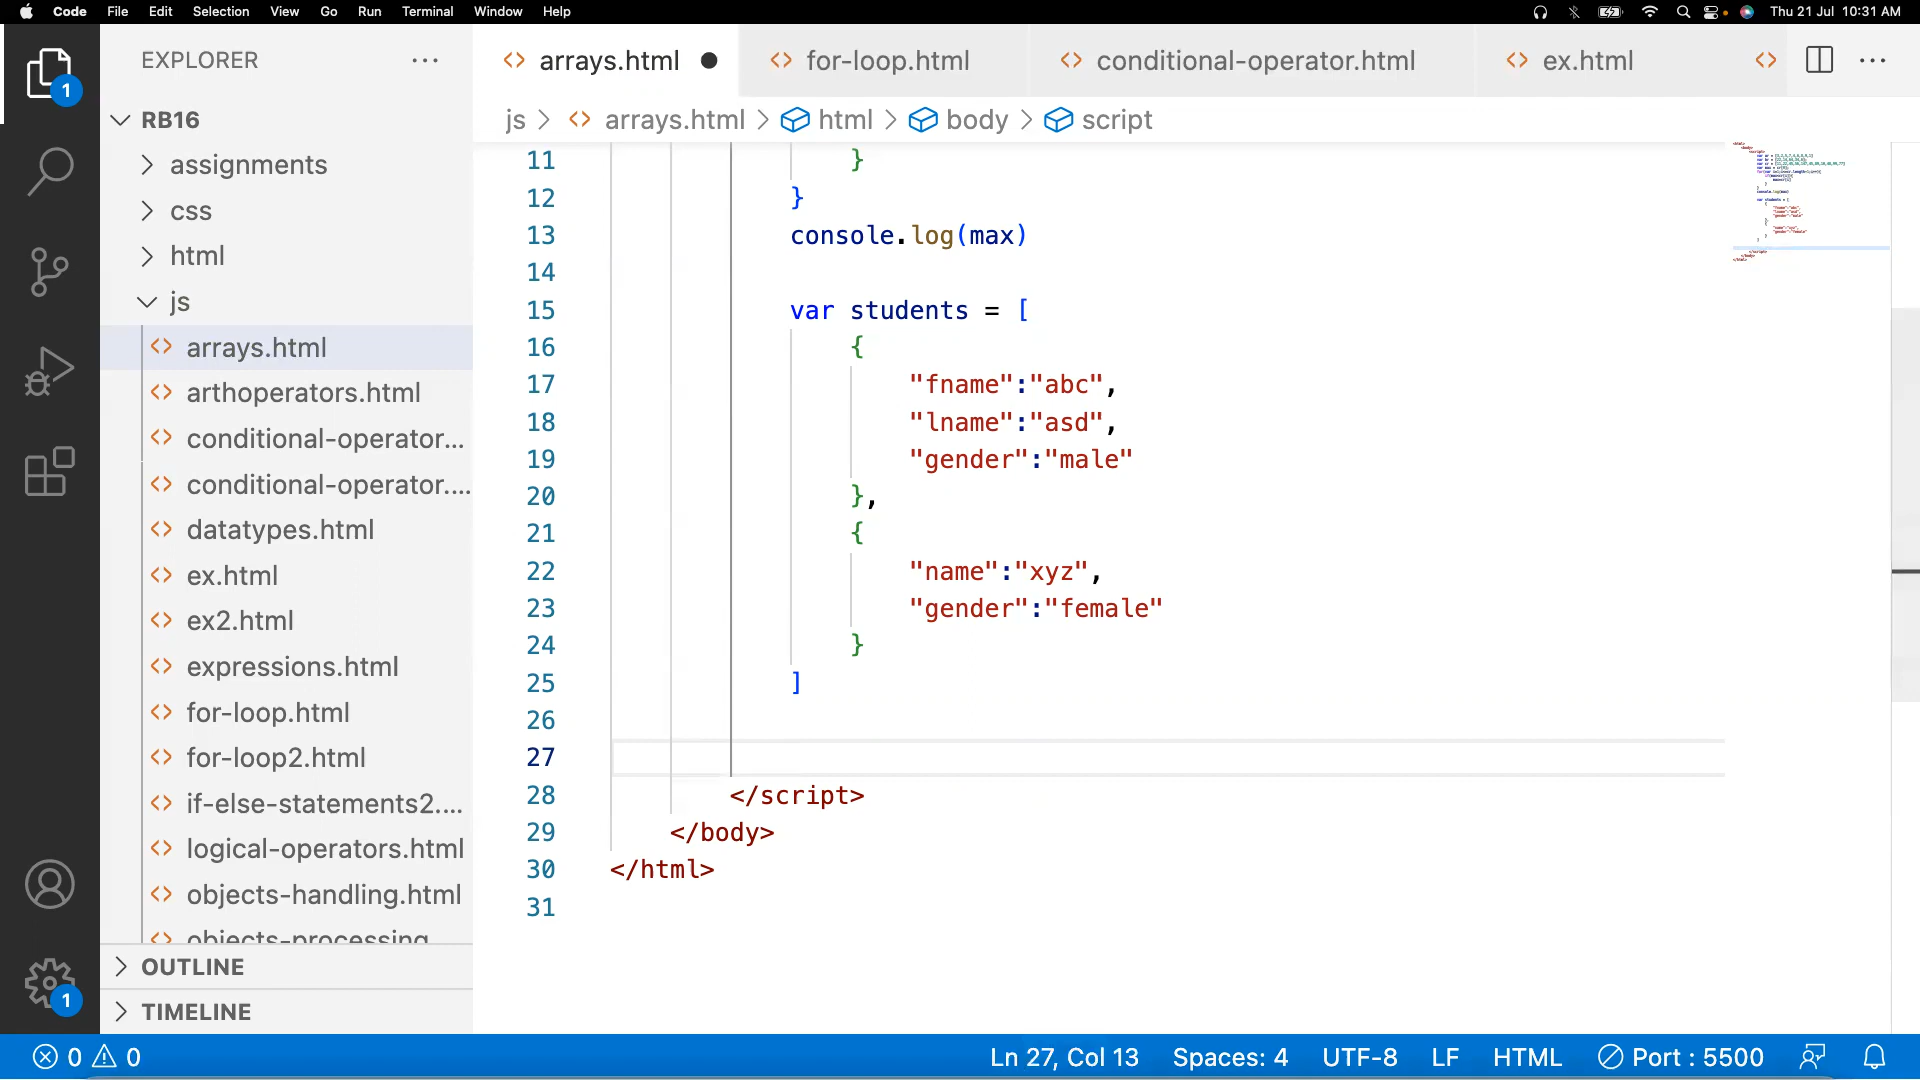 Code File Edit Selection View Go Run Terminal Window Help Thu 21 Jul 10:31 AM
EXPLORER ...
arrays.html for-loop.html conditional-operator.html ex.html
js > arrays.html > html > body > script
RB16
assignments
css
html
js
arrays.html
arthoperators.html
conditional-operator...
conditional-operator....
datatypes.html
ex.html
ex2.html
expressions.html
for-loop.html
for-loop2.html
if-else-statements2....
logical-operators.html
objects-handling.html
objects-processing
OUTLINE
TIMELINE
1
1
11 }
12 }
13 console.log(max)
14
15 var students = [
16 {
17 "fname":"abc",
18 "lname":"asd",
19 "gender":"male"
20 },
21 {
22 "name":"xyz",
23 "gender":"female"
24 }
25 ]
26
27
28 </script>
29 </body>
30 </html>
31
0 0 Ln 27, Col 13 Spaces: 4 UTF-8 LF HTML Port : 5500